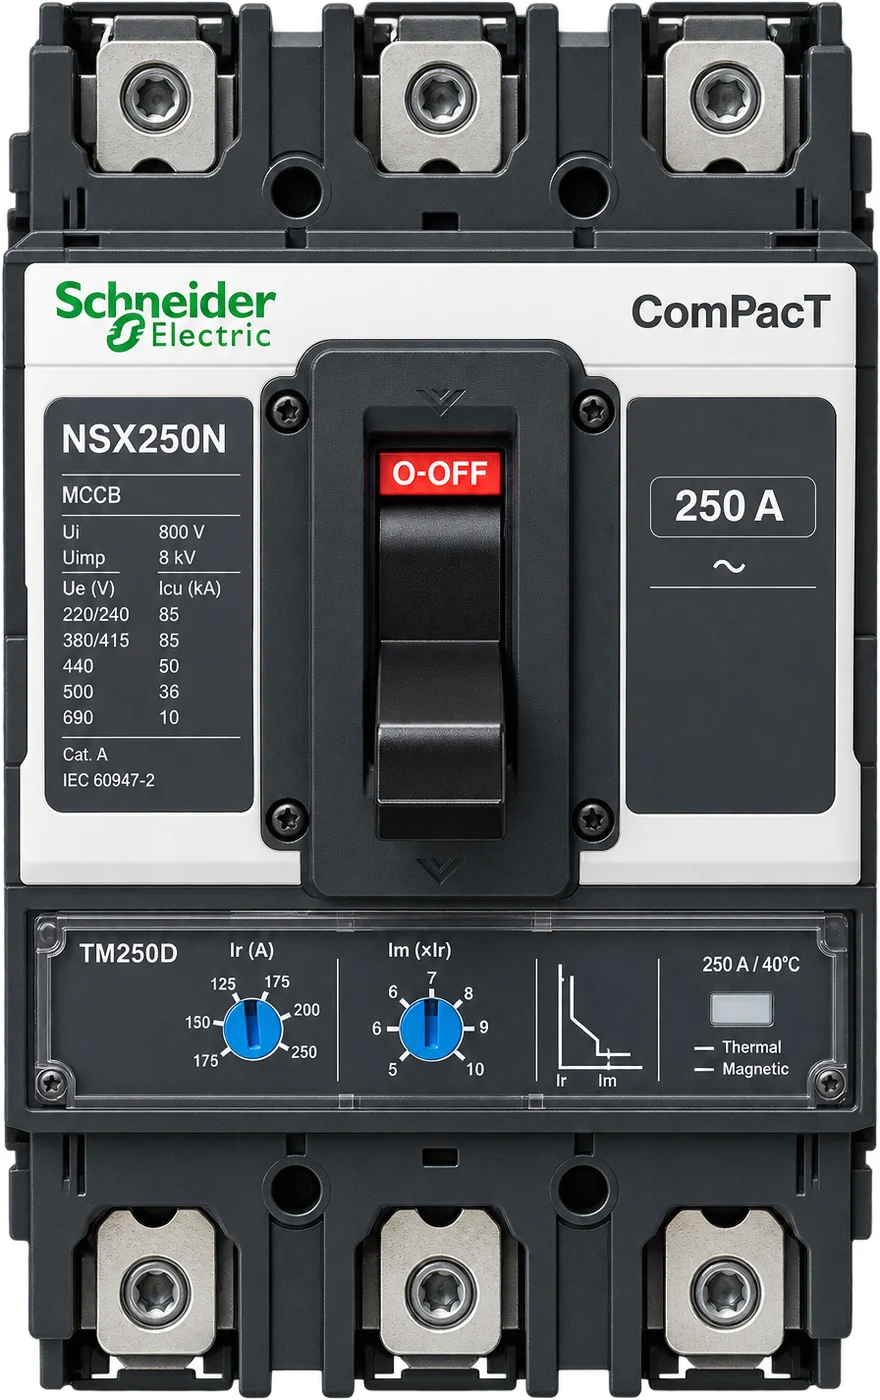 Schneider
Electric
ComPacT
NSX250N
MCCB
Ui 800 V
Uimp 8 kV
Ue (V) Icu (kA)
220/240 85
380/415 85
440 50
500 36
690 10
Cat. A
IEC 60947-2
O-OFF
250 A
~
TM250D
Ir (A)
125 175
150 200
175 250
Im (×Ir)
7
6 8
6 9
5 10
Ir Im
250 A / 40°C
Thermal
Magnetic